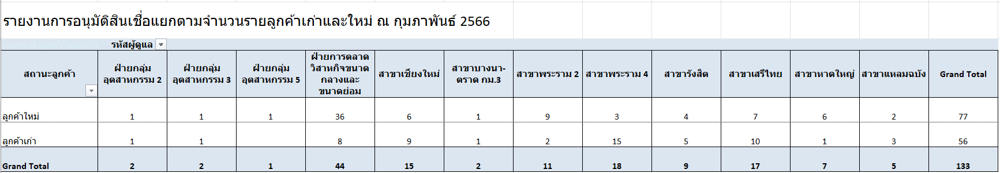 รายงานการอนุมัติสินเชื่อแยกตามจำนวนรายลูกค้าเก่าและใหม่ ณ กุมภาพันธ์ 2566
รหัสผู้ดูแล
สถานะลูกค้า ฝ่ายกลุ่มอุตสาหกรรม 2 ฝ่ายกลุ่มอุตสาหกรรม 3 ฝ่ายกลุ่มอุตสาหกรรม 5 ฝ่ายการตลาดวิสาหกิจขนาดกลางและขนาดย่อม สาขาเชียงใหม่ สาขาบางนา-ตราด กม.3 สาขาพระราม 2 สาขาพระราม 4 สาขารังสิต สาขาเสรีไทย สาขาหาดใหญ่ สาขาแหลมฉบัง Grand Total
ลูกค้าใหม่ 1 1 1 36 6 1 9 3 4 7 6 2 77
ลูกค้าเก่า 1 1 8 9 1 2 15 5 10 1 3 56
Grand Total 2 2 1 44 15 2 11 18 9 17 7 5 133